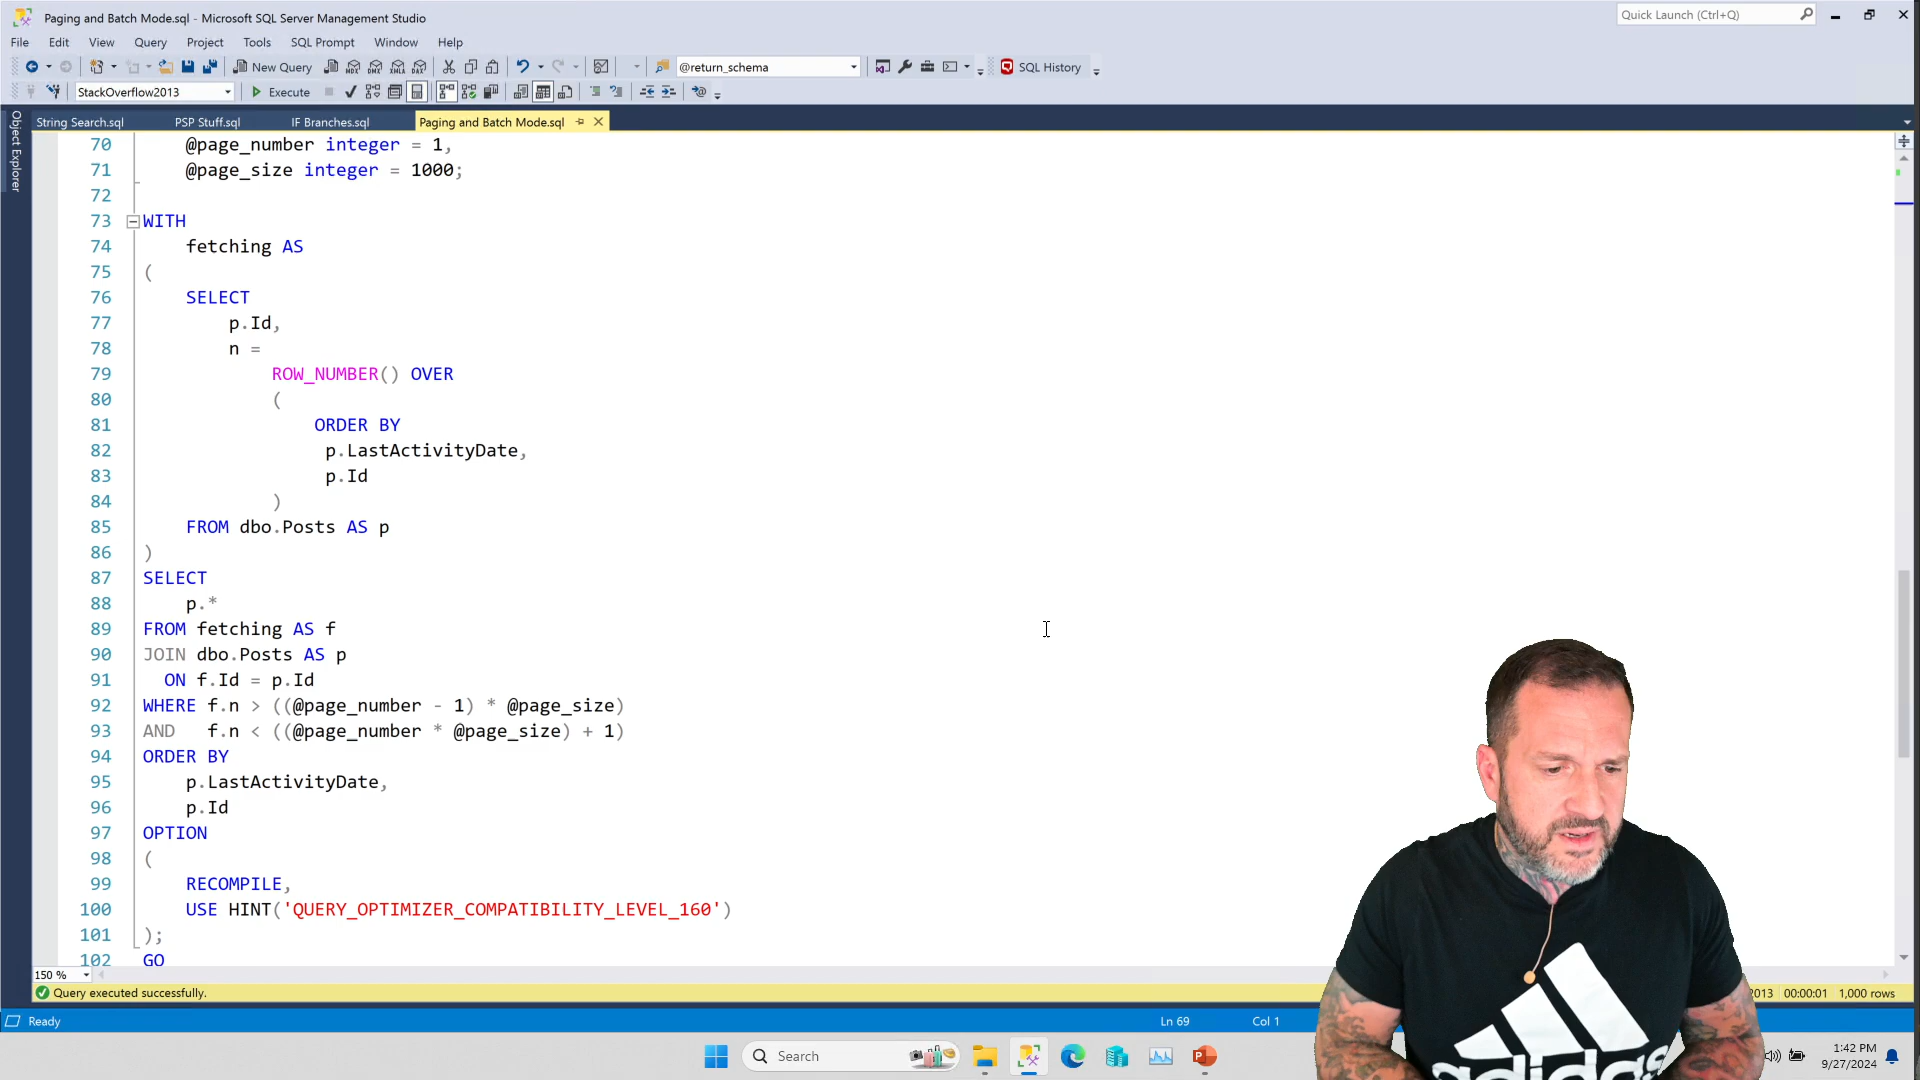 Paging and Batch Mode.sql - Microsoft SQL Server Management Studio
Quick Launch (Ctrl+Q)
File Edit View Query Project Tools SQL Prompt Window Help
New Query
MDX DMX XMLA DAX
@return_schema
SQL History
StackOverflow2013
Execute
Object Explorer
String Search.sql PSP Stuff.sql IF Branches.sql Paging and Batch Mode.sql
70 @page_number integer = 1,
71 @page_size integer = 1000;
72
73 WITH
74 fetching AS
75 (
76 SELECT
77 p.Id,
78 n =
79 ROW_NUMBER() OVER
80 (
81 ORDER BY
82 p.LastActivityDate,
83 p.Id
84 )
85 FROM dbo.Posts AS p
86 )
87 SELECT
88 p.*
89 FROM fetching AS f
90 JOIN dbo.Posts AS p
91 ON f.Id = p.Id
92 WHERE f.n > ((@page_number - 1) * @page_size)
93 AND f.n < ((@page_number * @page_size) + 1)
94 ORDER BY
95 p.LastActivityDate,
96 p.Id
97 OPTION
98 (
99 RECOMPILE,
100 USE HINT('QUERY_OPTIMIZER_COMPATIBILITY_LEVEL_160')
101 );
102 GO
150 %
Query executed successfully.
2013 00:00:01 1,000 rows
Ready
Ln 69 Col 1
Search
1:42 PM
9/27/2024
adidas